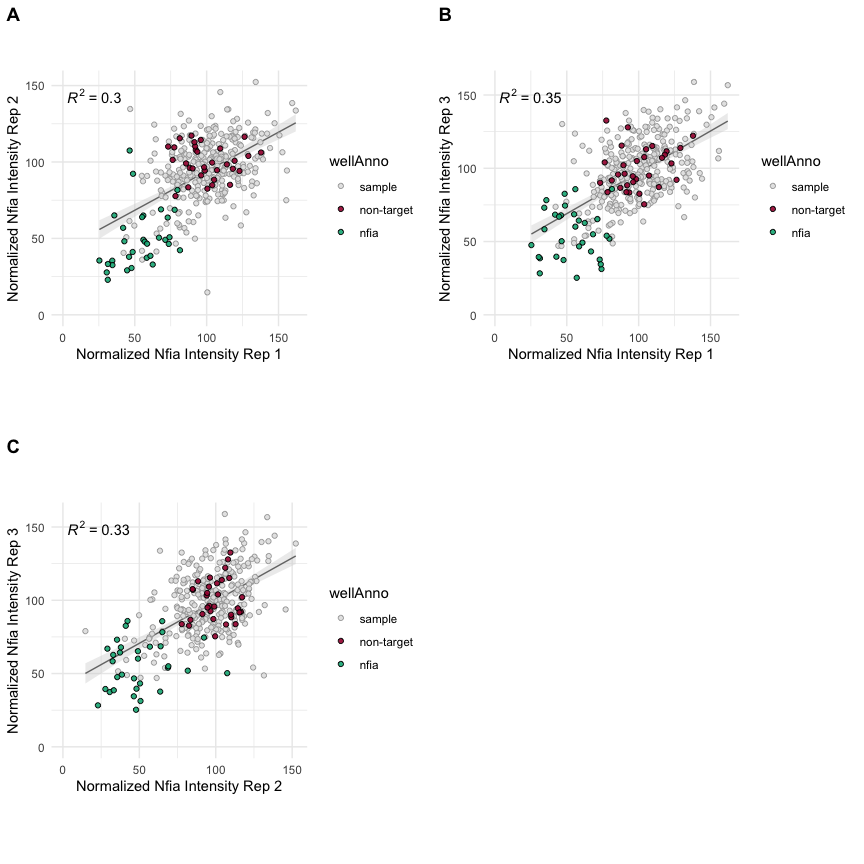 A
Normalized Nfia Intensity Rep 2
150
100
50
0
R² = 0.3
0 50 100 150
Normalized Nfia Intensity Rep 1
wellAnno
sample
non-target
nfia
B
Normalized Nfia Intensity Rep 3
150
100
50
0
R² = 0.35
0 50 100 150
Normalized Nfia Intensity Rep 1
wellAnno
sample
non-target
nfia
C
Normalized Nfia Intensity Rep 3
150
100
50
0
R² = 0.33
0 50 100 150
Normalized Nfia Intensity Rep 2
wellAnno
sample
non-target
nfia